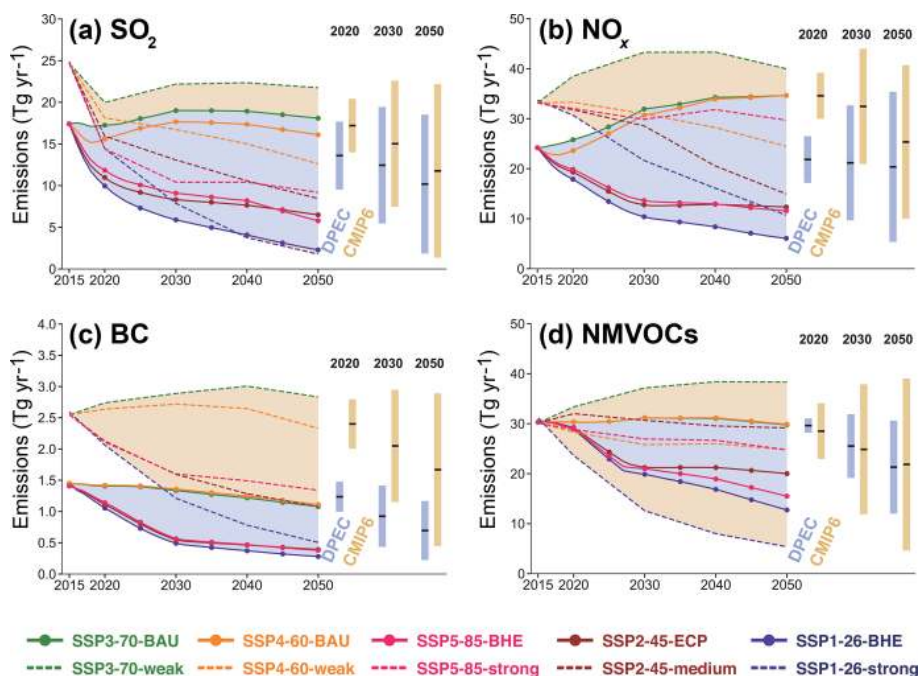 (a) SO₂
2020 2030 2050
Emissions (Tg yr⁻¹)
30
25
20
15
10
5
0
2015 2020 2030 2040 2050
DPEC
CMIP6
(b) NOₓ
2020 2030 2050
Emissions (Tg yr⁻¹)
50
40
30
20
10
0
2015 2020 2030 2040 2050
DPEC
CMIP6
(c) BC
2020 2030 2050
Emissions (Tg yr⁻¹)
4.0
3.5
3.0
2.5
2.0
1.5
1.0
0.5
0.0
2015 2020 2030 2040 2050
DPEC
CMIP6
(d) NMVOCs
2020 2030 2050
Emissions (Tg yr⁻¹)
50
40
30
20
10
0
2015 2020 2030 2040 2050
DPEC
CMIP6
SSP3-70-BAU SSP4-60-BAU SSP5-85-BHE SSP2-45-ECP SSP1-26-BHE
SSP3-70-weak SSP4-60-weak SSP5-85-strong SSP2-45-medium SSP1-26-strong